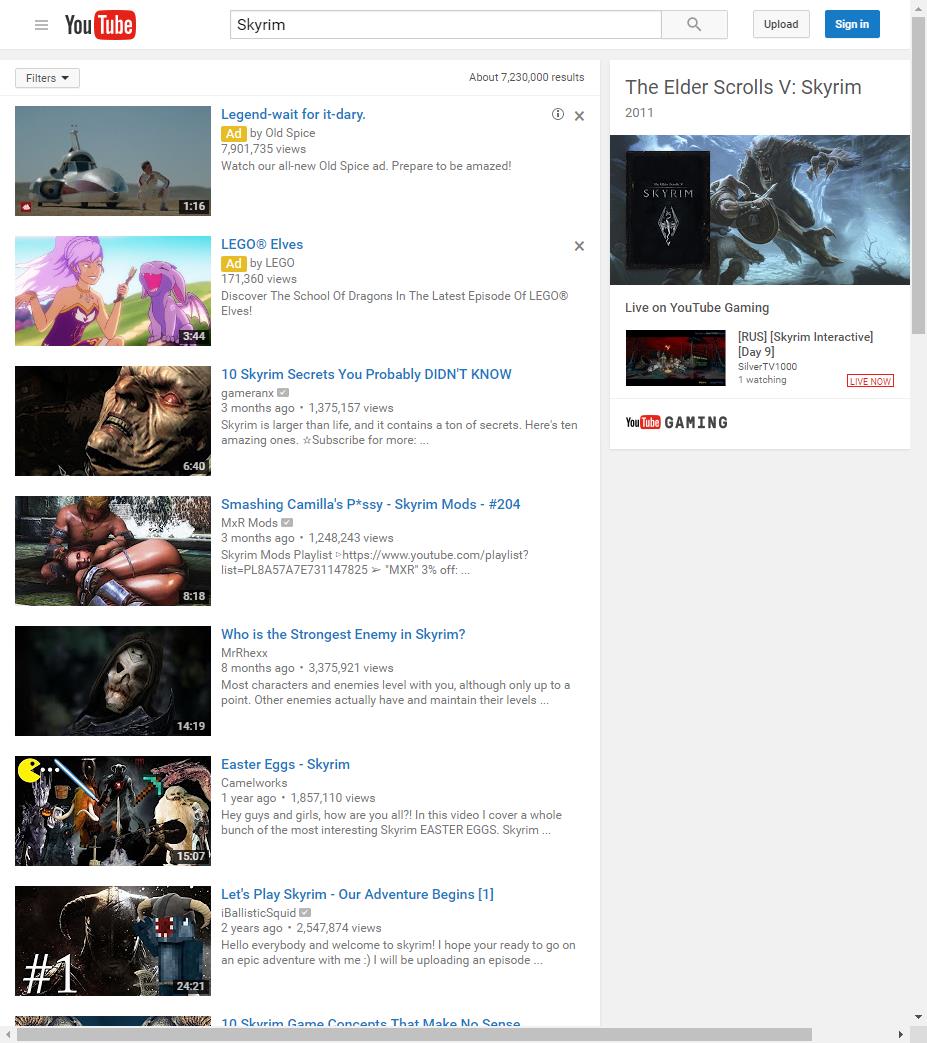 YouTube
Skyrim
Upload
Sign in
Filters
About 7,230,000 results
Legend-wait for it-dary.
Ad by Old Spice
7,901,735 views
Watch our all-new Old Spice ad. Prepare to be amazed!
1:16
LEGO® Elves
Ad by LEGO
171,360 views
Discover The School Of Dragons In The Latest Episode Of LEGO®
Elves!
3:44
10 Skyrim Secrets You Probably DIDN'T KNOW
gameranx
3 months ago • 1,375,157 views
Skyrim is larger than life, and it contains a ton of secrets. Here's ten
amazing ones. ☆Subscribe for more: ...
6:40
Smashing Camilla's P*ssy - Skyrim Mods - #204
MxR Mods
3 months ago • 1,248,243 views
Skyrim Mods Playlist ▹https://www.youtube.com/playlist?
list=PL8A57A7E731147825 ➢ "MXR" 3% off: ...
8:18
Who is the Strongest Enemy in Skyrim?
MrRhexx
8 months ago • 3,375,921 views
Most characters and enemies level with you, although only up to a
point. Other enemies actually have and maintain their levels ...
14:19
Easter Eggs - Skyrim
Camelworks
1 year ago • 1,857,110 views
Hey guys and girls, how are you all?! In this video I cover a whole
bunch of the most interesting Skyrim EASTER EGGS. Skyrim ...
15:07
Let's Play Skyrim - Our Adventure Begins [1]
iBallisticSquid
2 years ago • 2,547,874 views
Hello everybody and welcome to skyrim! I hope your ready to go on
an epic adventure with me :) I will be uploading an episode ...
#1
24:21
10 Skyrim Game Concepts That Make No Sense
The Elder Scrolls V: Skyrim
2011
The Elder Scrolls V
SKYRIM
Live on YouTube Gaming
[RUS] [Skyrim Interactive]
[Day 9]
SilverTV1000
1 watching
LIVE NOW
YouTube GAMING